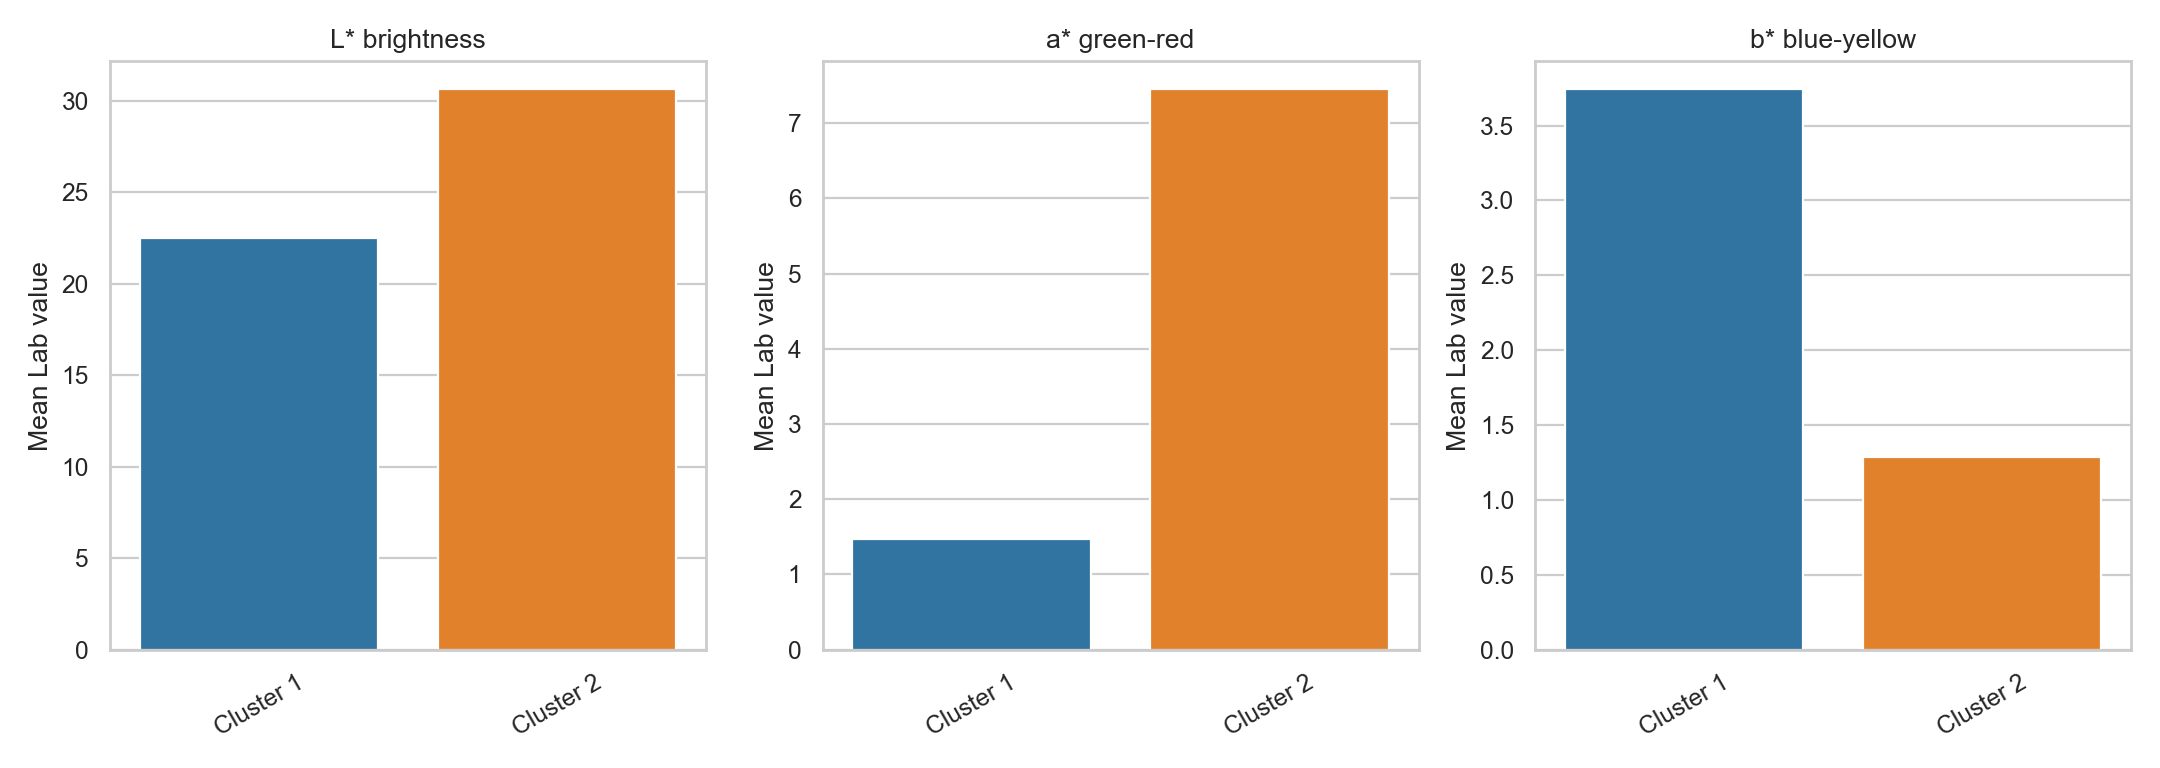 L* brightness
Mean Lab value
30
25
20
15
10
5
0
Cluster 1
Cluster 2
a* green-red
Mean Lab value
7
6
5
4
3
2
1
0
Cluster 1
Cluster 2
b* blue-yellow
Mean Lab value
3.5
3.0
2.5
2.0
1.5
1.0
0.5
0.0
Cluster 1
Cluster 2